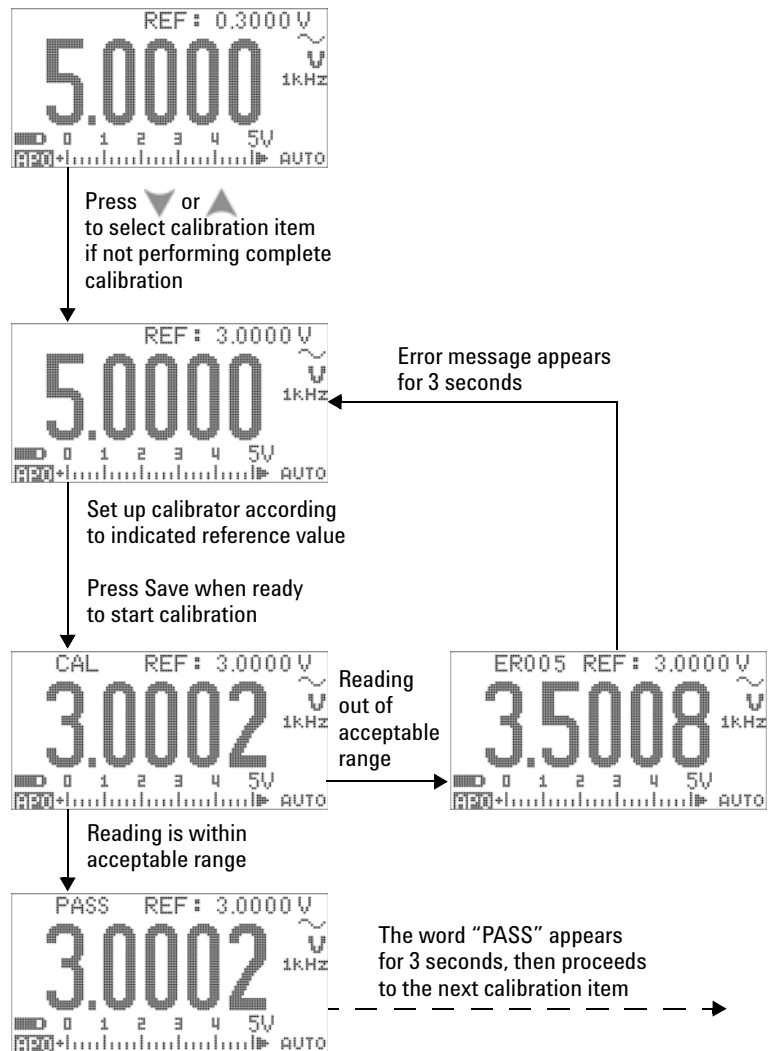 REF: 0.3000 V
5.0000
V
1kHz
0 1 2 3 4 5V
APO AUTO
Press or
to select calibration item
if not performing complete
calibration
REF: 3.0000 V
5.0000
V
1kHz
0 1 2 3 4 5V
APO AUTO
Error message appears
for 3 seconds
Set up calibrator according
to indicated reference value
Press Save when ready
to start calibration
CAL REF: 3.0000 V
3.0002
V
1kHz
0 1 2 3 4 5V
APO AUTO
Reading
out of
acceptable
range
ER005 REF: 3.0000 V
3.5008
V
1kHz
0 1 2 3 4 5V
APO AUTO
Reading is within
acceptable range
PASS REF: 3.0000 V
3.0002
V
1kHz
0 1 2 3 4 5V
APO AUTO
The word “PASS” appears
for 3 seconds, then proceeds
to the next calibration item